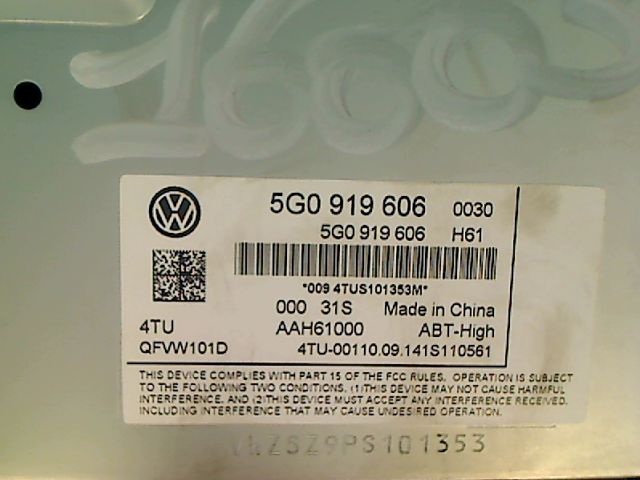 5G0 919 606 0030
5G0 919 606 H61
*009 4TUS101353M*
000 31S Made in China
4TU AAH61000 ABT-High
QFVW101D 4TU-00110.09.141S110561
THIS DEVICE COMPLIES WITH PART 15 OF THE FCC RULES. OPERATION IS SUBJECT
TO THE FOLLOWING TWO CONDITIONS. (1)THIS DEVICE MAY NOT CAUSE HARMFUL
INTERFERENCE. AND (2)THIS DEVICE MUST ACCEPT ANY INTERFERENCE RECEIVED.
INCLUDING INTERFERENCE THAT MAY CAUSE UNDESIRED OPERATION.